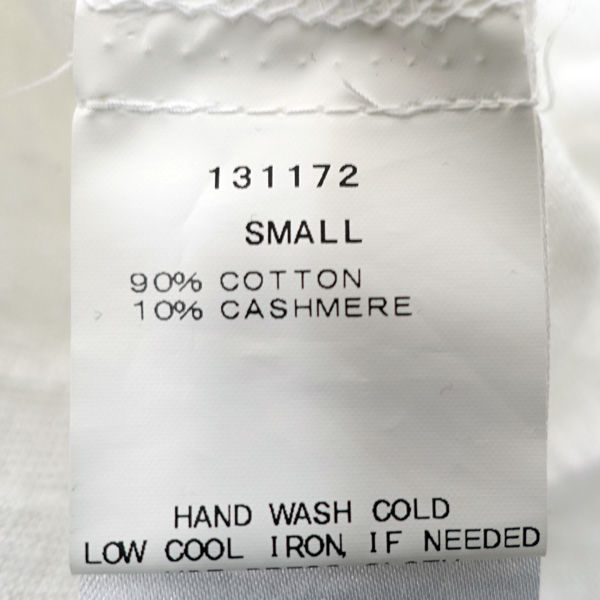 131172
SMALL
90% COTTON
10% CASHMERE
HAND WASH COLD
LOW COOL IRON, IF NEEDED